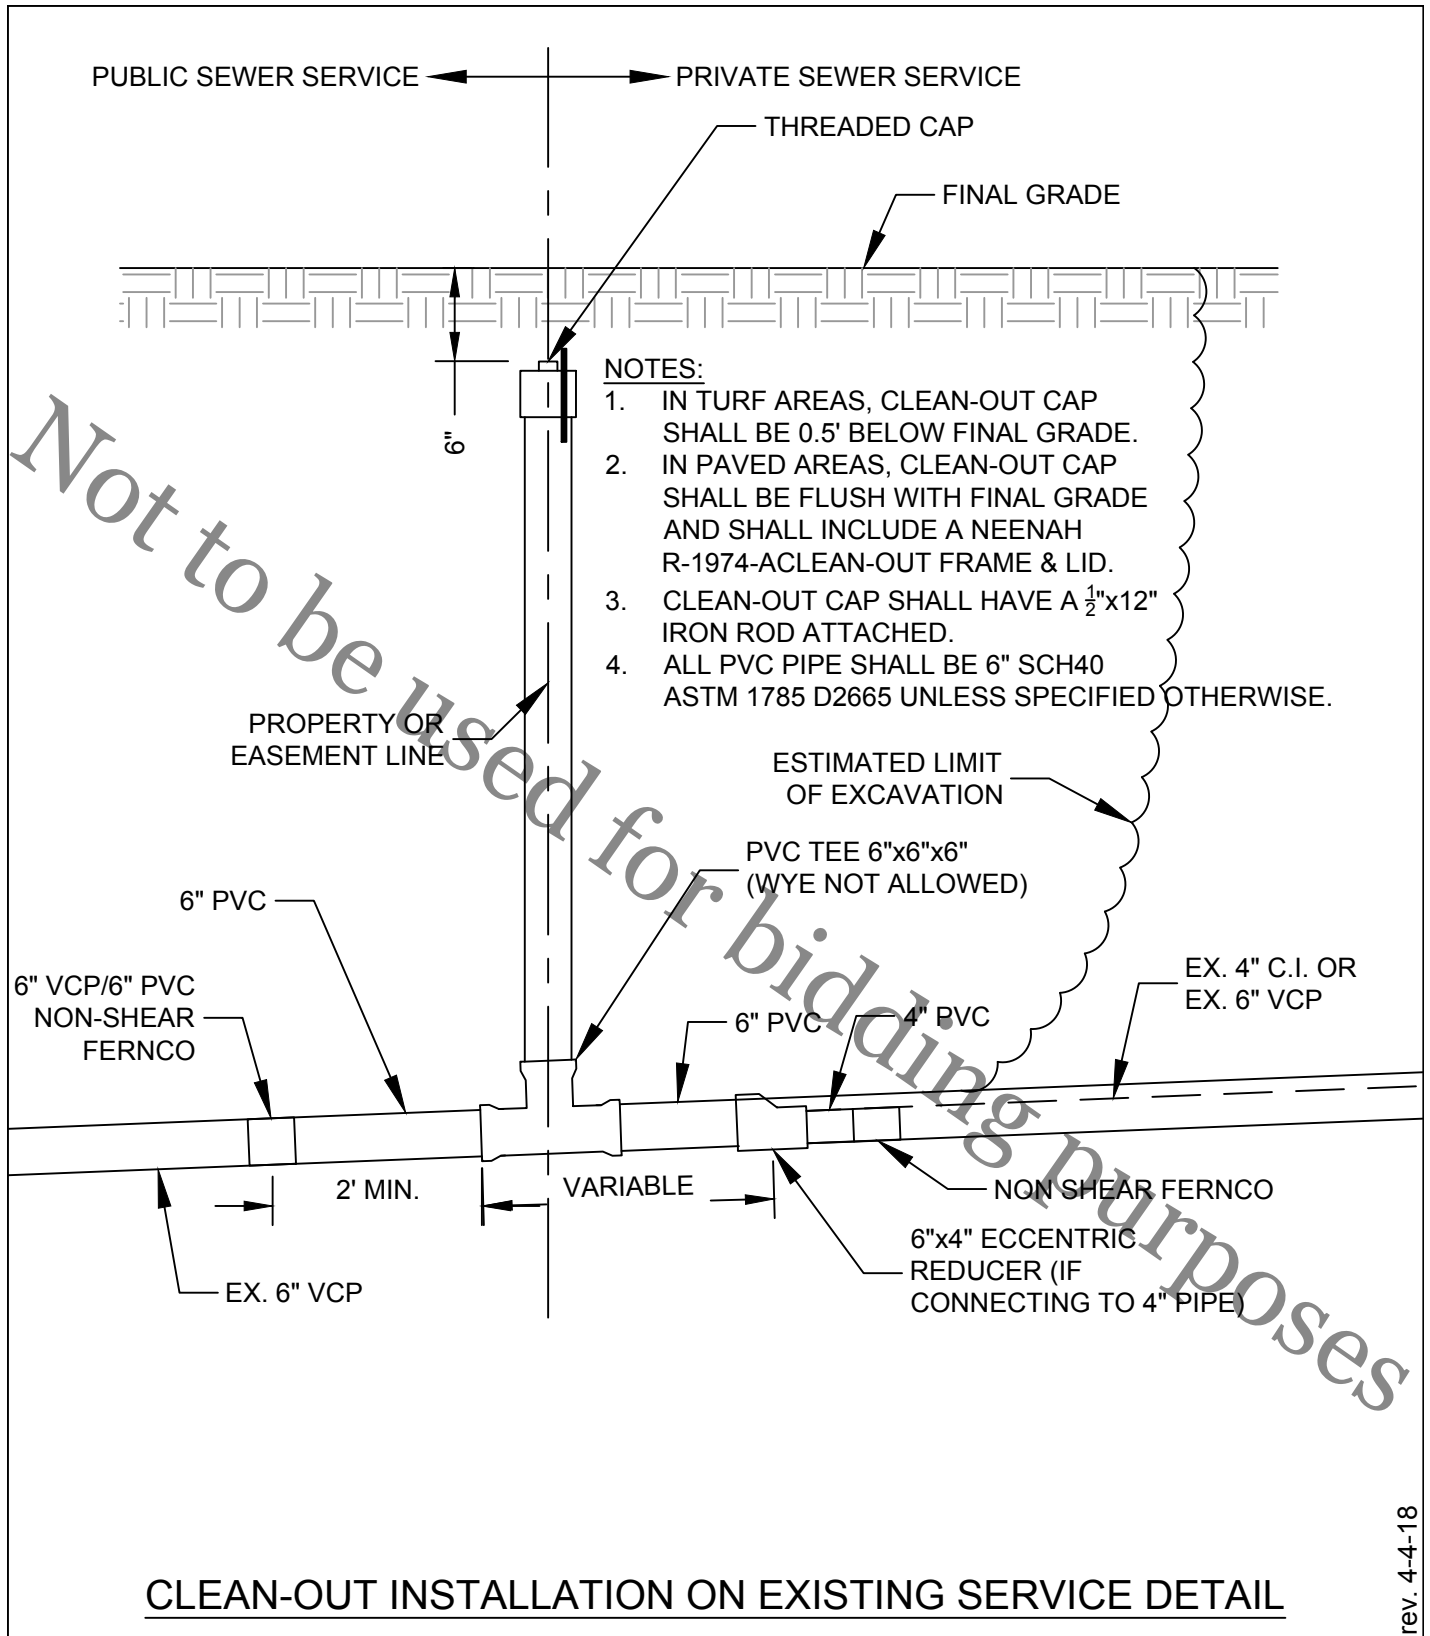 PUBLIC SEWER SERVICE
PRIVATE SEWER SERVICE
THREADED CAP
FINAL GRADE
6"
NOTES:
1. IN TURF AREAS, CLEAN-OUT CAP
SHALL BE 0.5' BELOW FINAL GRADE.
2. IN PAVED AREAS, CLEAN-OUT CAP
SHALL BE FLUSH WITH FINAL GRADE
AND SHALL INCLUDE A NEENAH
R-1974-ACLEAN-OUT FRAME & LID.
3. CLEAN-OUT CAP SHALL HAVE A ½"x12"
IRON ROD ATTACHED.
4. ALL PVC PIPE SHALL BE 6" SCH40
ASTM 1785 D2665 UNLESS SPECIFIED OTHERWISE.
PROPERTY OR
EASEMENT LINE
ESTIMATED LIMIT
OF EXCAVATION
PVC TEE 6"x6"x6"
(WYE NOT ALLOWED)
6" PVC
6" VCP/6" PVC
NON-SHEAR
FERNCO
6" PVC
4" PVC
EX. 4" C.I. OR
EX. 6" VCP
2' MIN.
VARIABLE
NON SHEAR FERNCO
6"x4" ECCENTRIC
REDUCER (IF
CONNECTING TO 4" PIPE)
EX. 6" VCP
Not to be used for bidding purposes
CLEAN-OUT INSTALLATION ON EXISTING SERVICE DETAIL
rev. 4-4-18